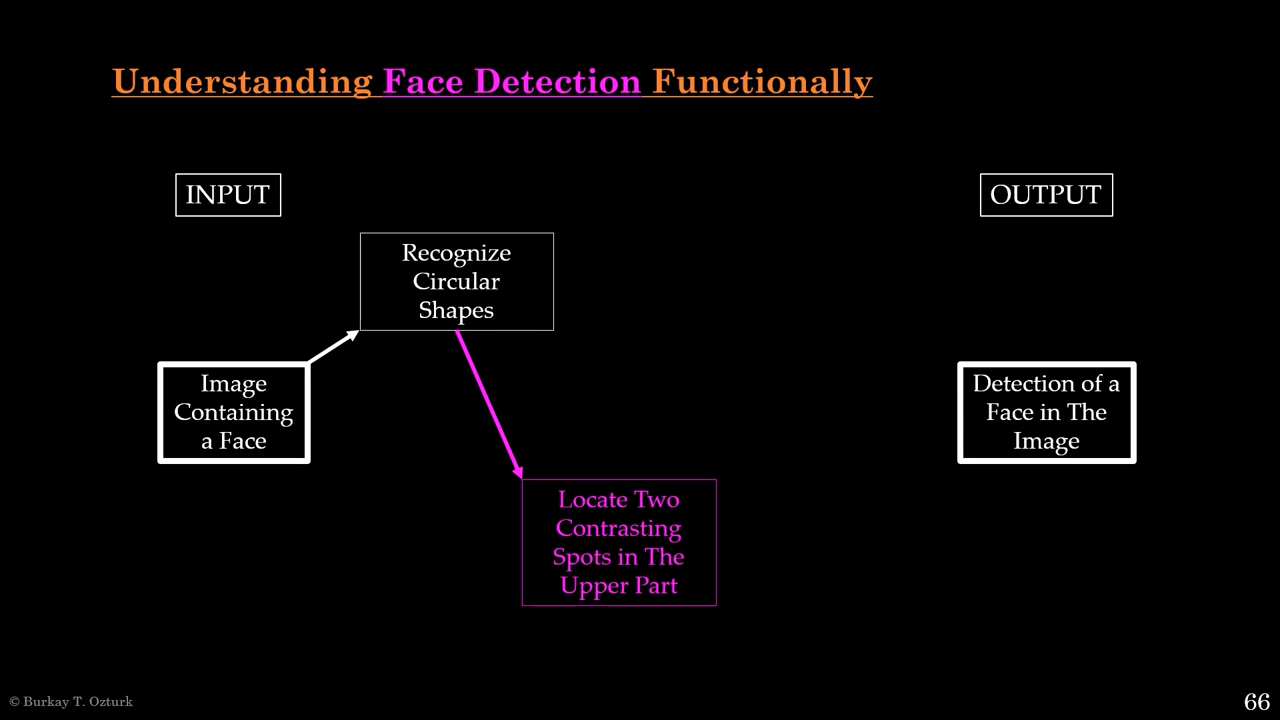 Understanding Face Detection Functionally
INPUT
OUTPUT
Recognize
Circular
Shapes
Image
Containing
a Face
Detection of a
Face in The
Image
Locate Two
Contrasting
Spots in The
Upper Part
© Burkay T. Ozturk
66